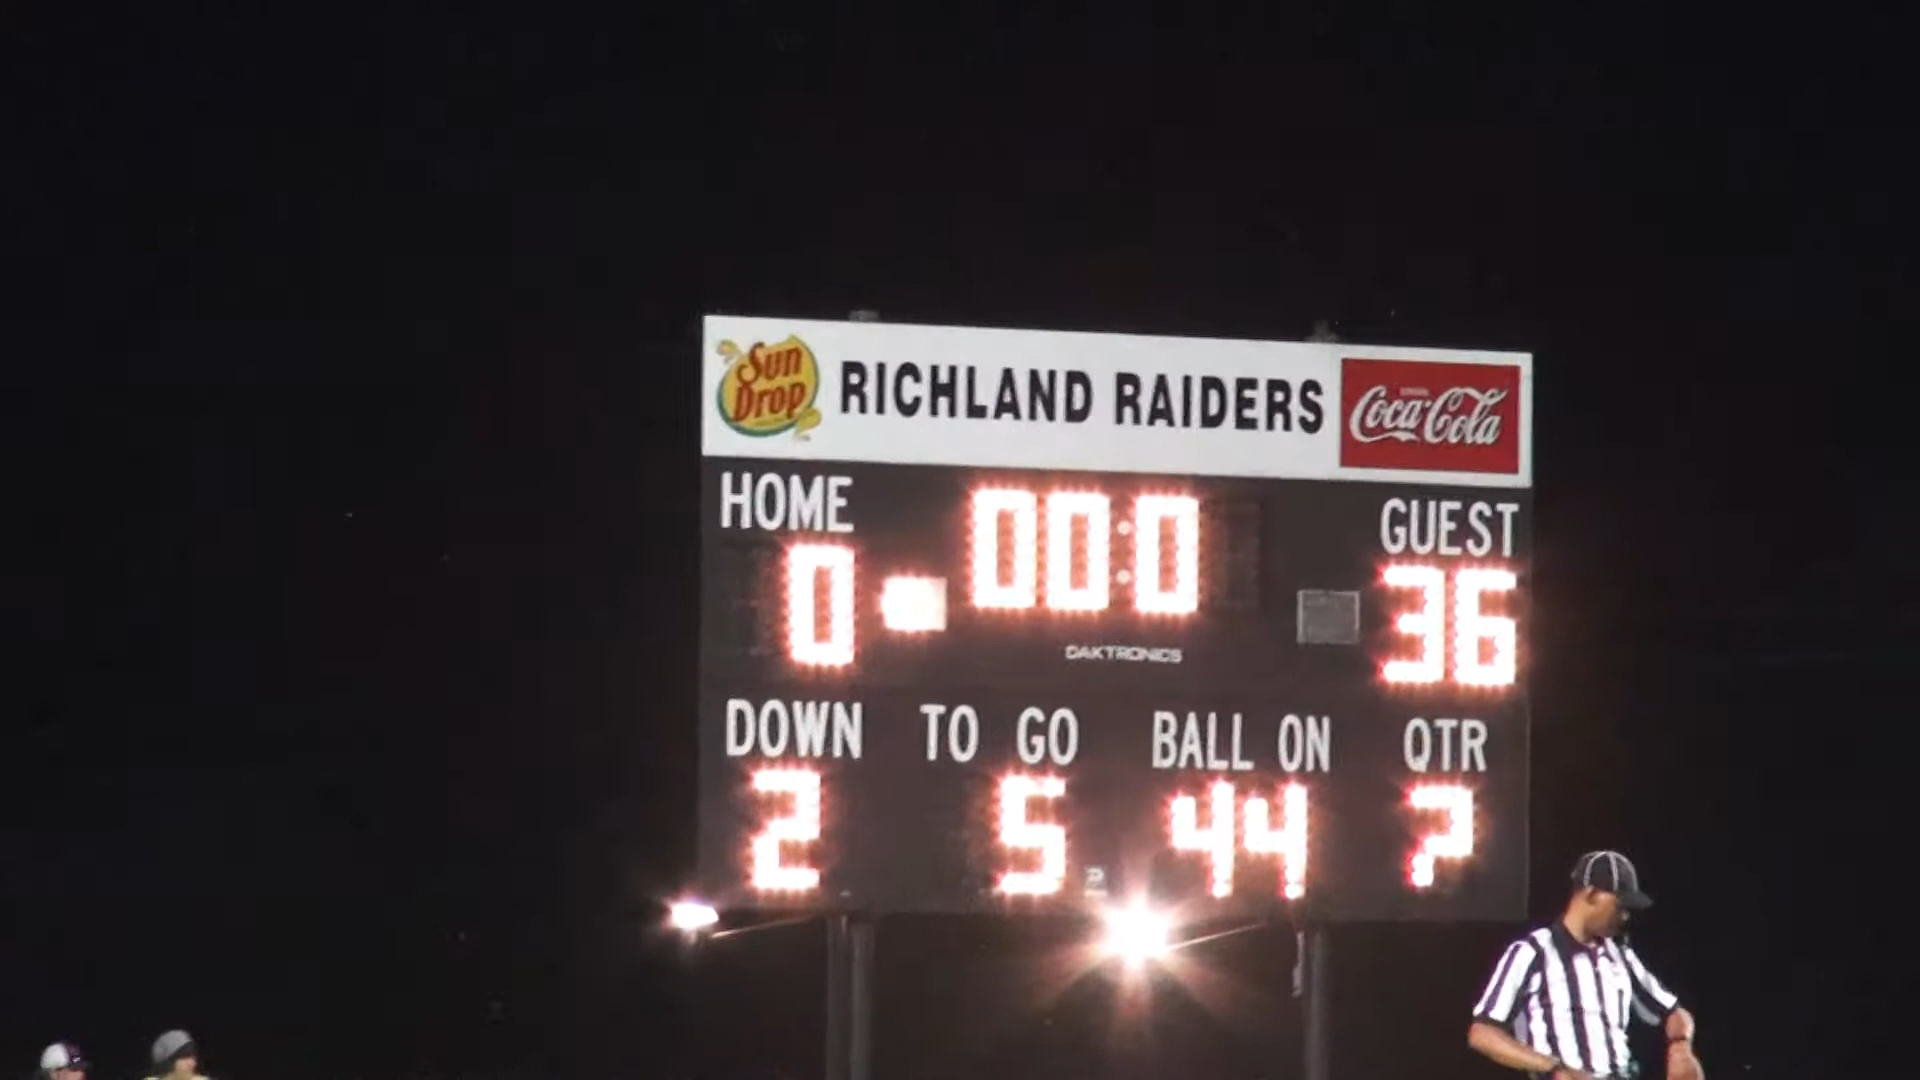 Sun Drop
RICHLAND RAIDERS
Coca-Cola
HOME
00:0
GUEST
0
36
DAKTRONICS
DOWN
TO GO
BALL ON
QTR
2
5
44
?